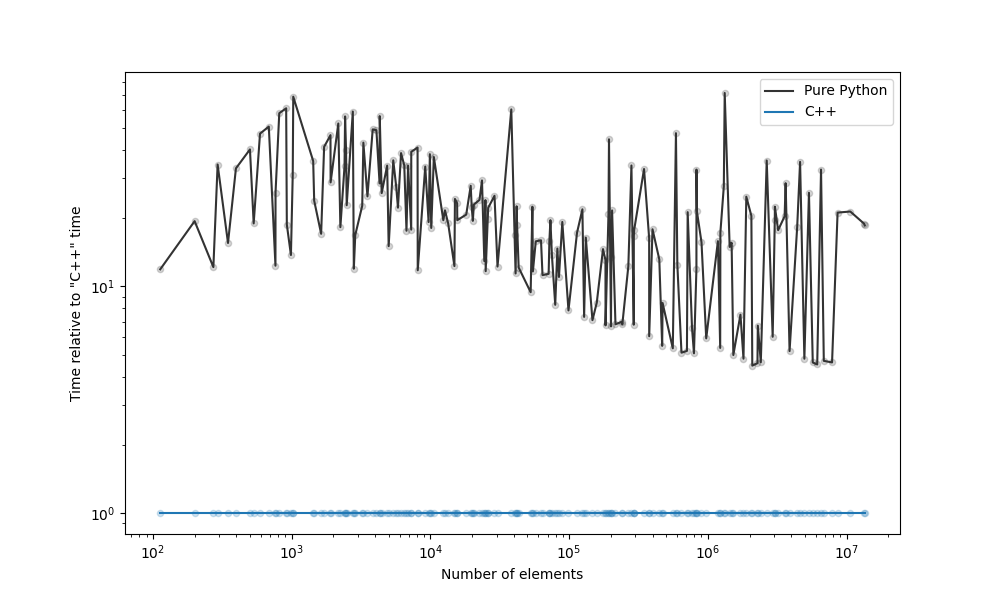 Pure Python
C++
Time relative to "C++" time
10¹
10⁰
10² 10³ 10⁴ 10⁵ 10⁶ 10⁷
Number of elements